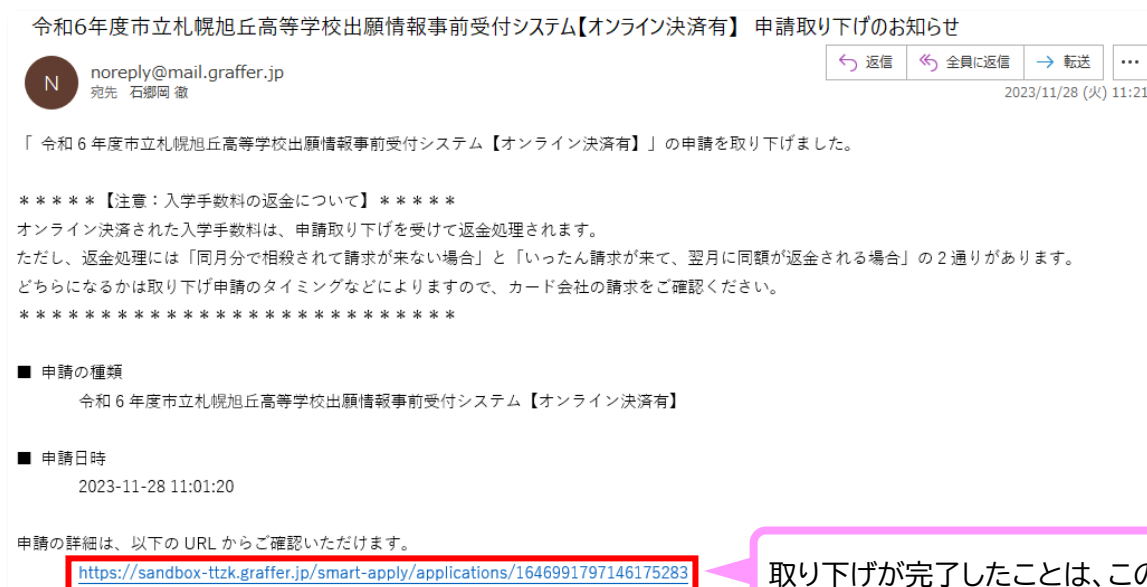 令和6年度市立札幌旭丘高等学校出願情報事前受付システム【オンライン決済有】 申請取り下げのお知らせ
返信 全員に返信 転送 …
N
noreply@mail.graffer.jp
宛先 石郷岡 徹
2023/11/28 (火) 11:21
「 令和 6 年度市立札幌旭丘高等学校出願情報事前受付システム【オンライン決済有】」の申請を取り下げました。
＊＊＊＊＊【注意：入学手数料の返金について】＊＊＊＊＊
オンライン決済された入学手数料は、申請取り下げを受けて返金処理されます。
ただし、返金処理には「同月分で相殺されて請求が来ない場合」と「いったん請求が来て、翌月に同額が返金される場合」の 2 通りがあります。
どちらになるかは取り下げ申請のタイミングなどによりますので、カード会社の請求をご確認ください。
＊＊＊＊＊＊＊＊＊＊＊＊＊＊＊＊＊＊＊＊＊＊＊＊＊＊＊
■ 申請の種類
令和 6 年度市立札幌旭丘高等学校出願情報事前受付システム【オンライン決済有】
■ 申請日時
2023-11-28 11:01:20
申請の詳細は、以下の URL からご確認いただけます。
https://sandbox-ttzk.graffer.jp/smart-apply/applications/1646991797146175283
取り下げが完了したことは、この